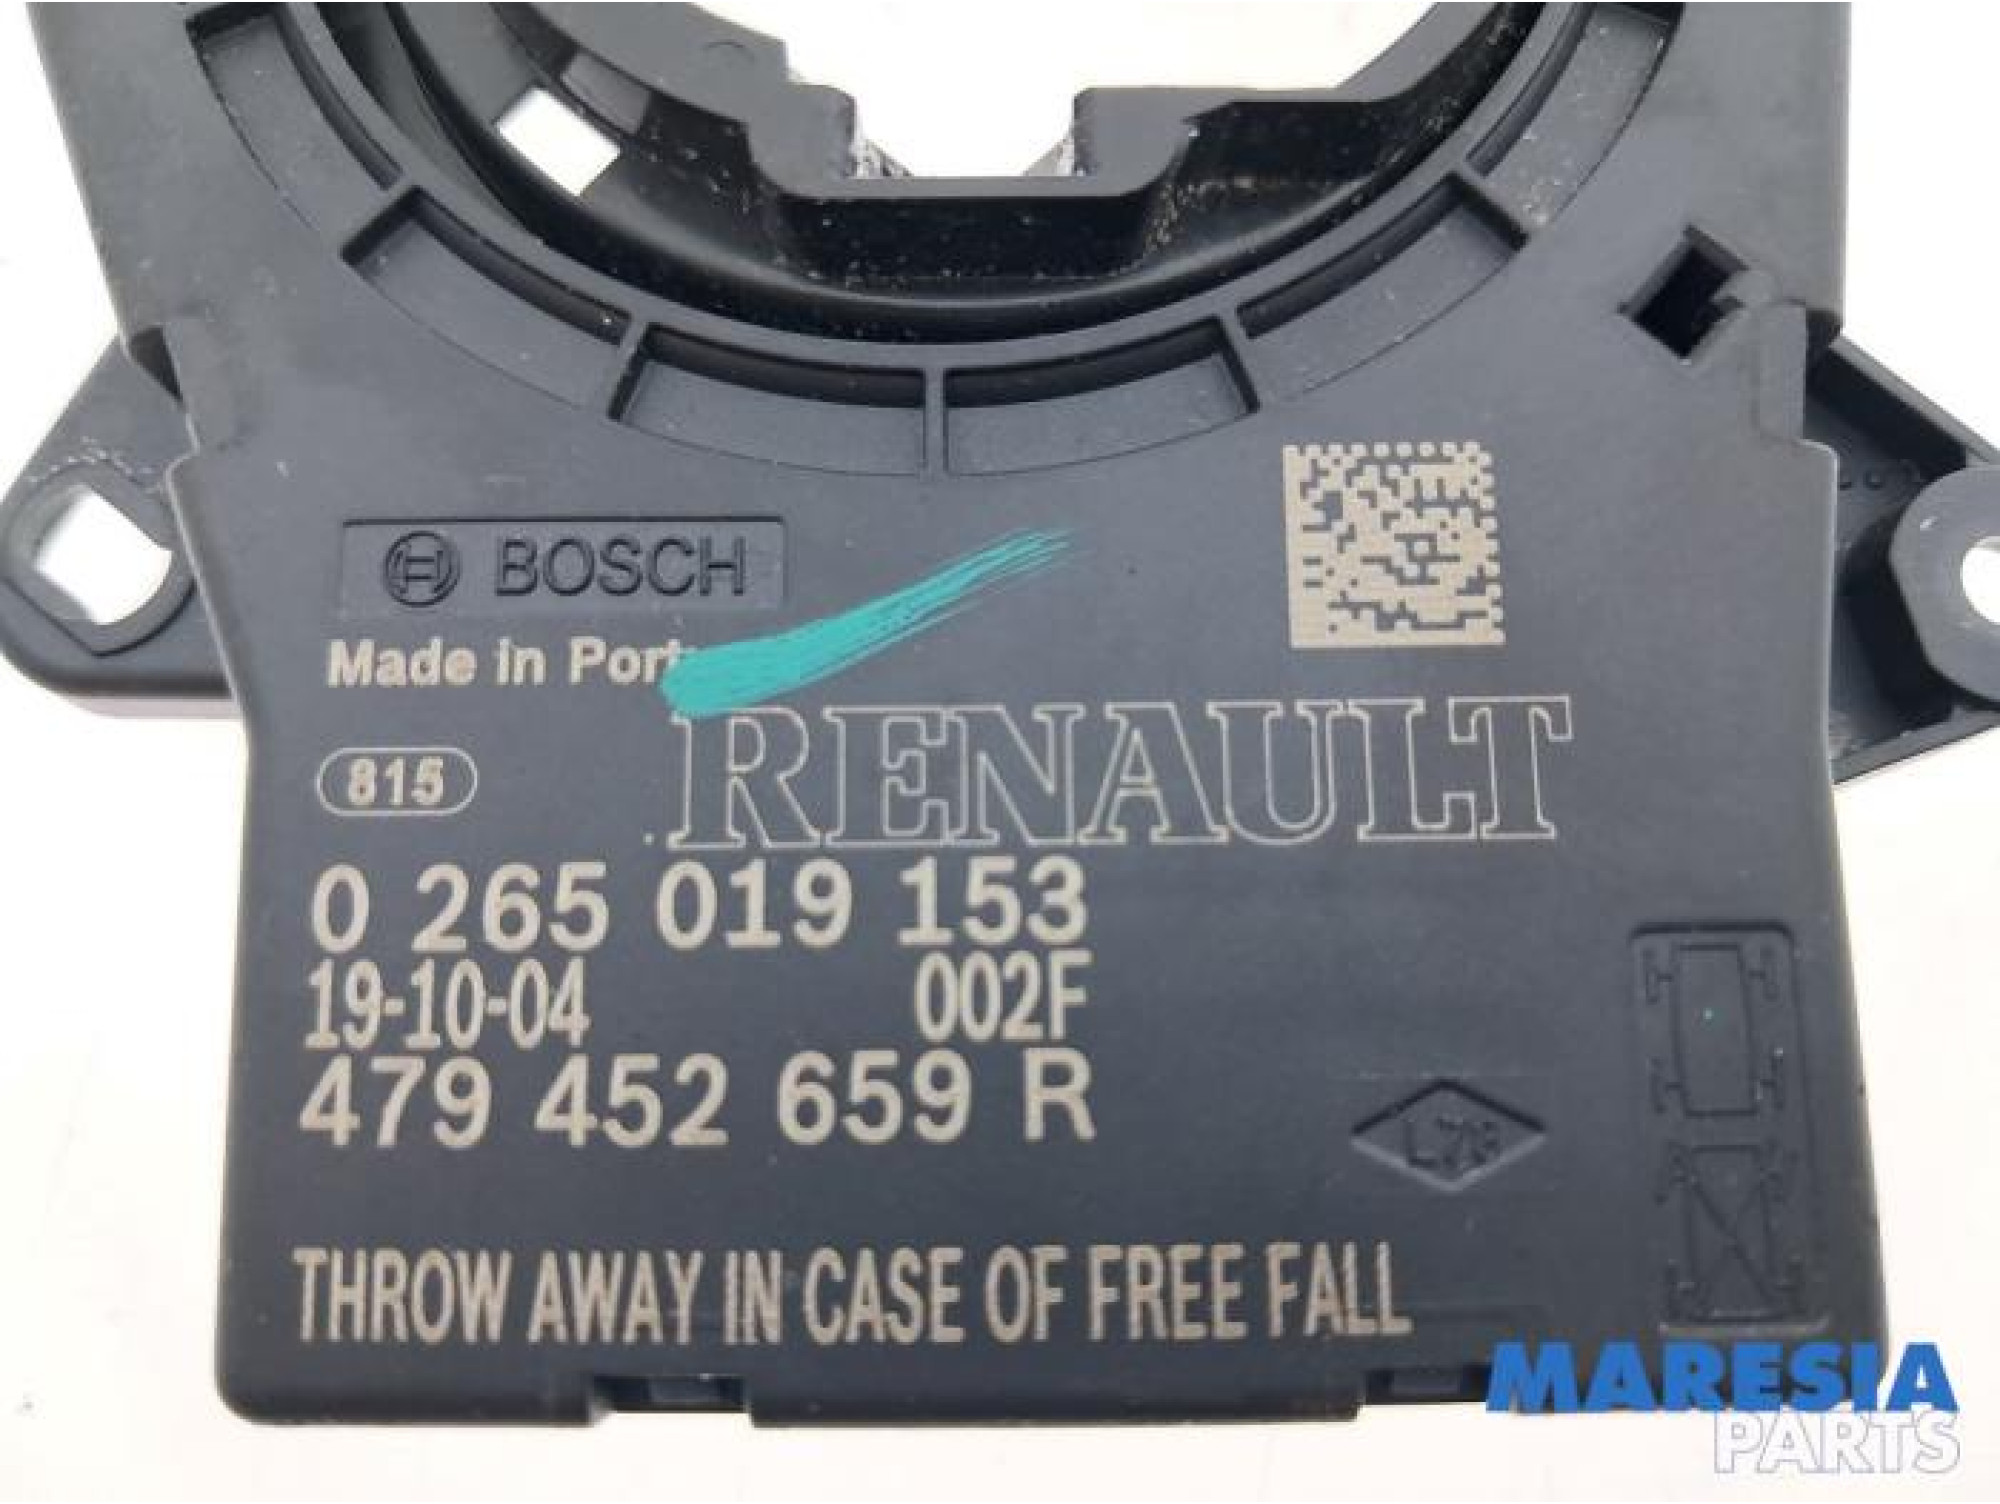 BOSCH
Made in Port
RENAULT
815
0 265 019 153
19-10-04 002F
479 452 659 R
THROW AWAY IN CASE OF FREE FALL
MARESIA
PARTS